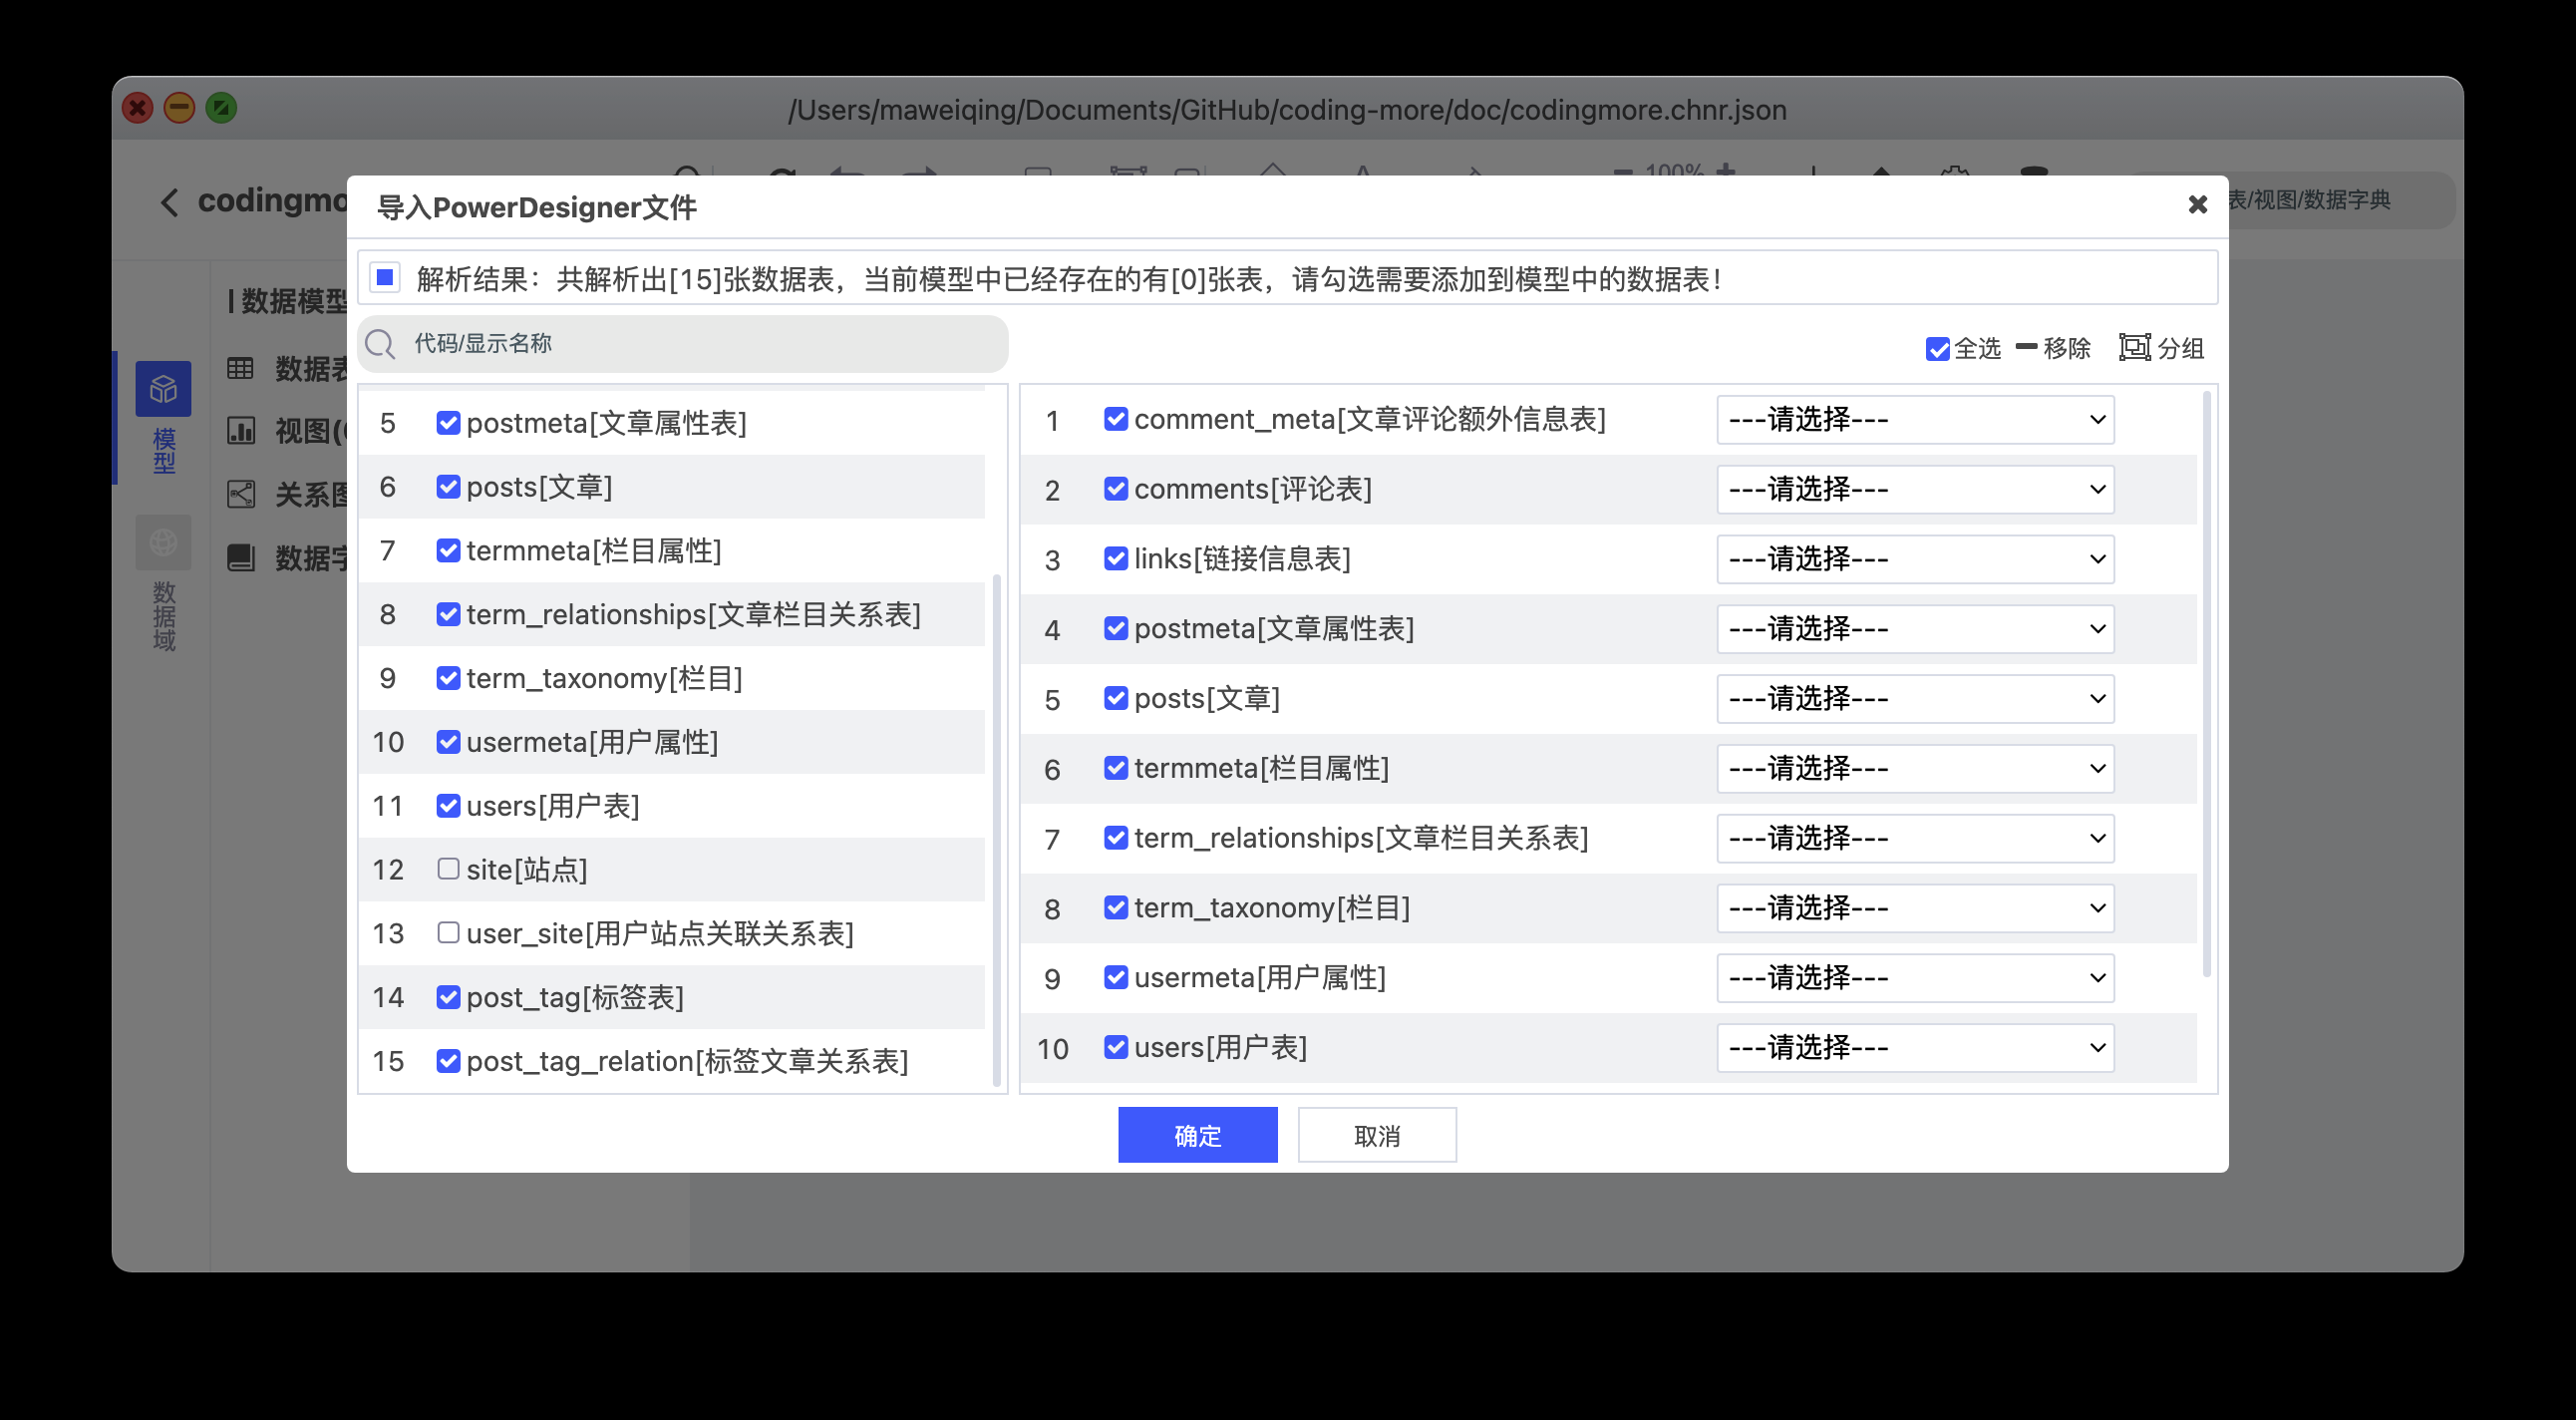 /Users/maweiqing/Documents/GitHub/coding-more/doc/codingmore.chnr.json
codingmo
100%
表/视图/数据字典
导入PowerDesigner文件
解析结果：共解析出[15]张数据表，当前模型中已经存在的有[0]张表，请勾选需要添加到模型中的数据表！
代码/显示名称
全选 移除 分组
数据模型
数据表
视图(
关系图
数据字
模型
数据域
5 postmeta[文章属性表]
6 posts[文章]
7 termmeta[栏目属性]
8 term_relationships[文章栏目关系表]
9 term_taxonomy[栏目]
10 usermeta[用户属性]
11 users[用户表]
12 site[站点]
13 user_site[用户站点关联关系表]
14 post_tag[标签表]
15 post_tag_relation[标签文章关系表]
1 comment_meta[文章评论额外信息表] ---请选择---
2 comments[评论表] ---请选择---
3 links[链接信息表] ---请选择---
4 postmeta[文章属性表] ---请选择---
5 posts[文章] ---请选择---
6 termmeta[栏目属性] ---请选择---
7 term_relationships[文章栏目关系表] ---请选择---
8 term_taxonomy[栏目] ---请选择---
9 usermeta[用户属性] ---请选择---
10 users[用户表] ---请选择---
确定 取消